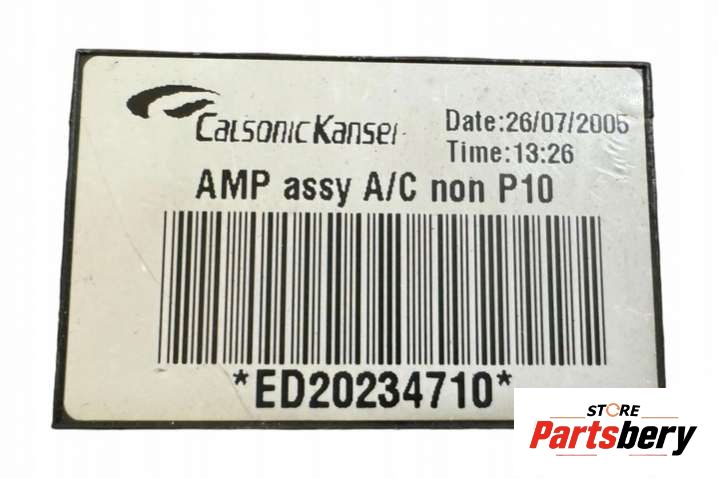 CalsonicKansei
Date:26/07/2005
Time:13:26
AMP assy A/C non P10
*ED20234710*
STORE
Partsbery